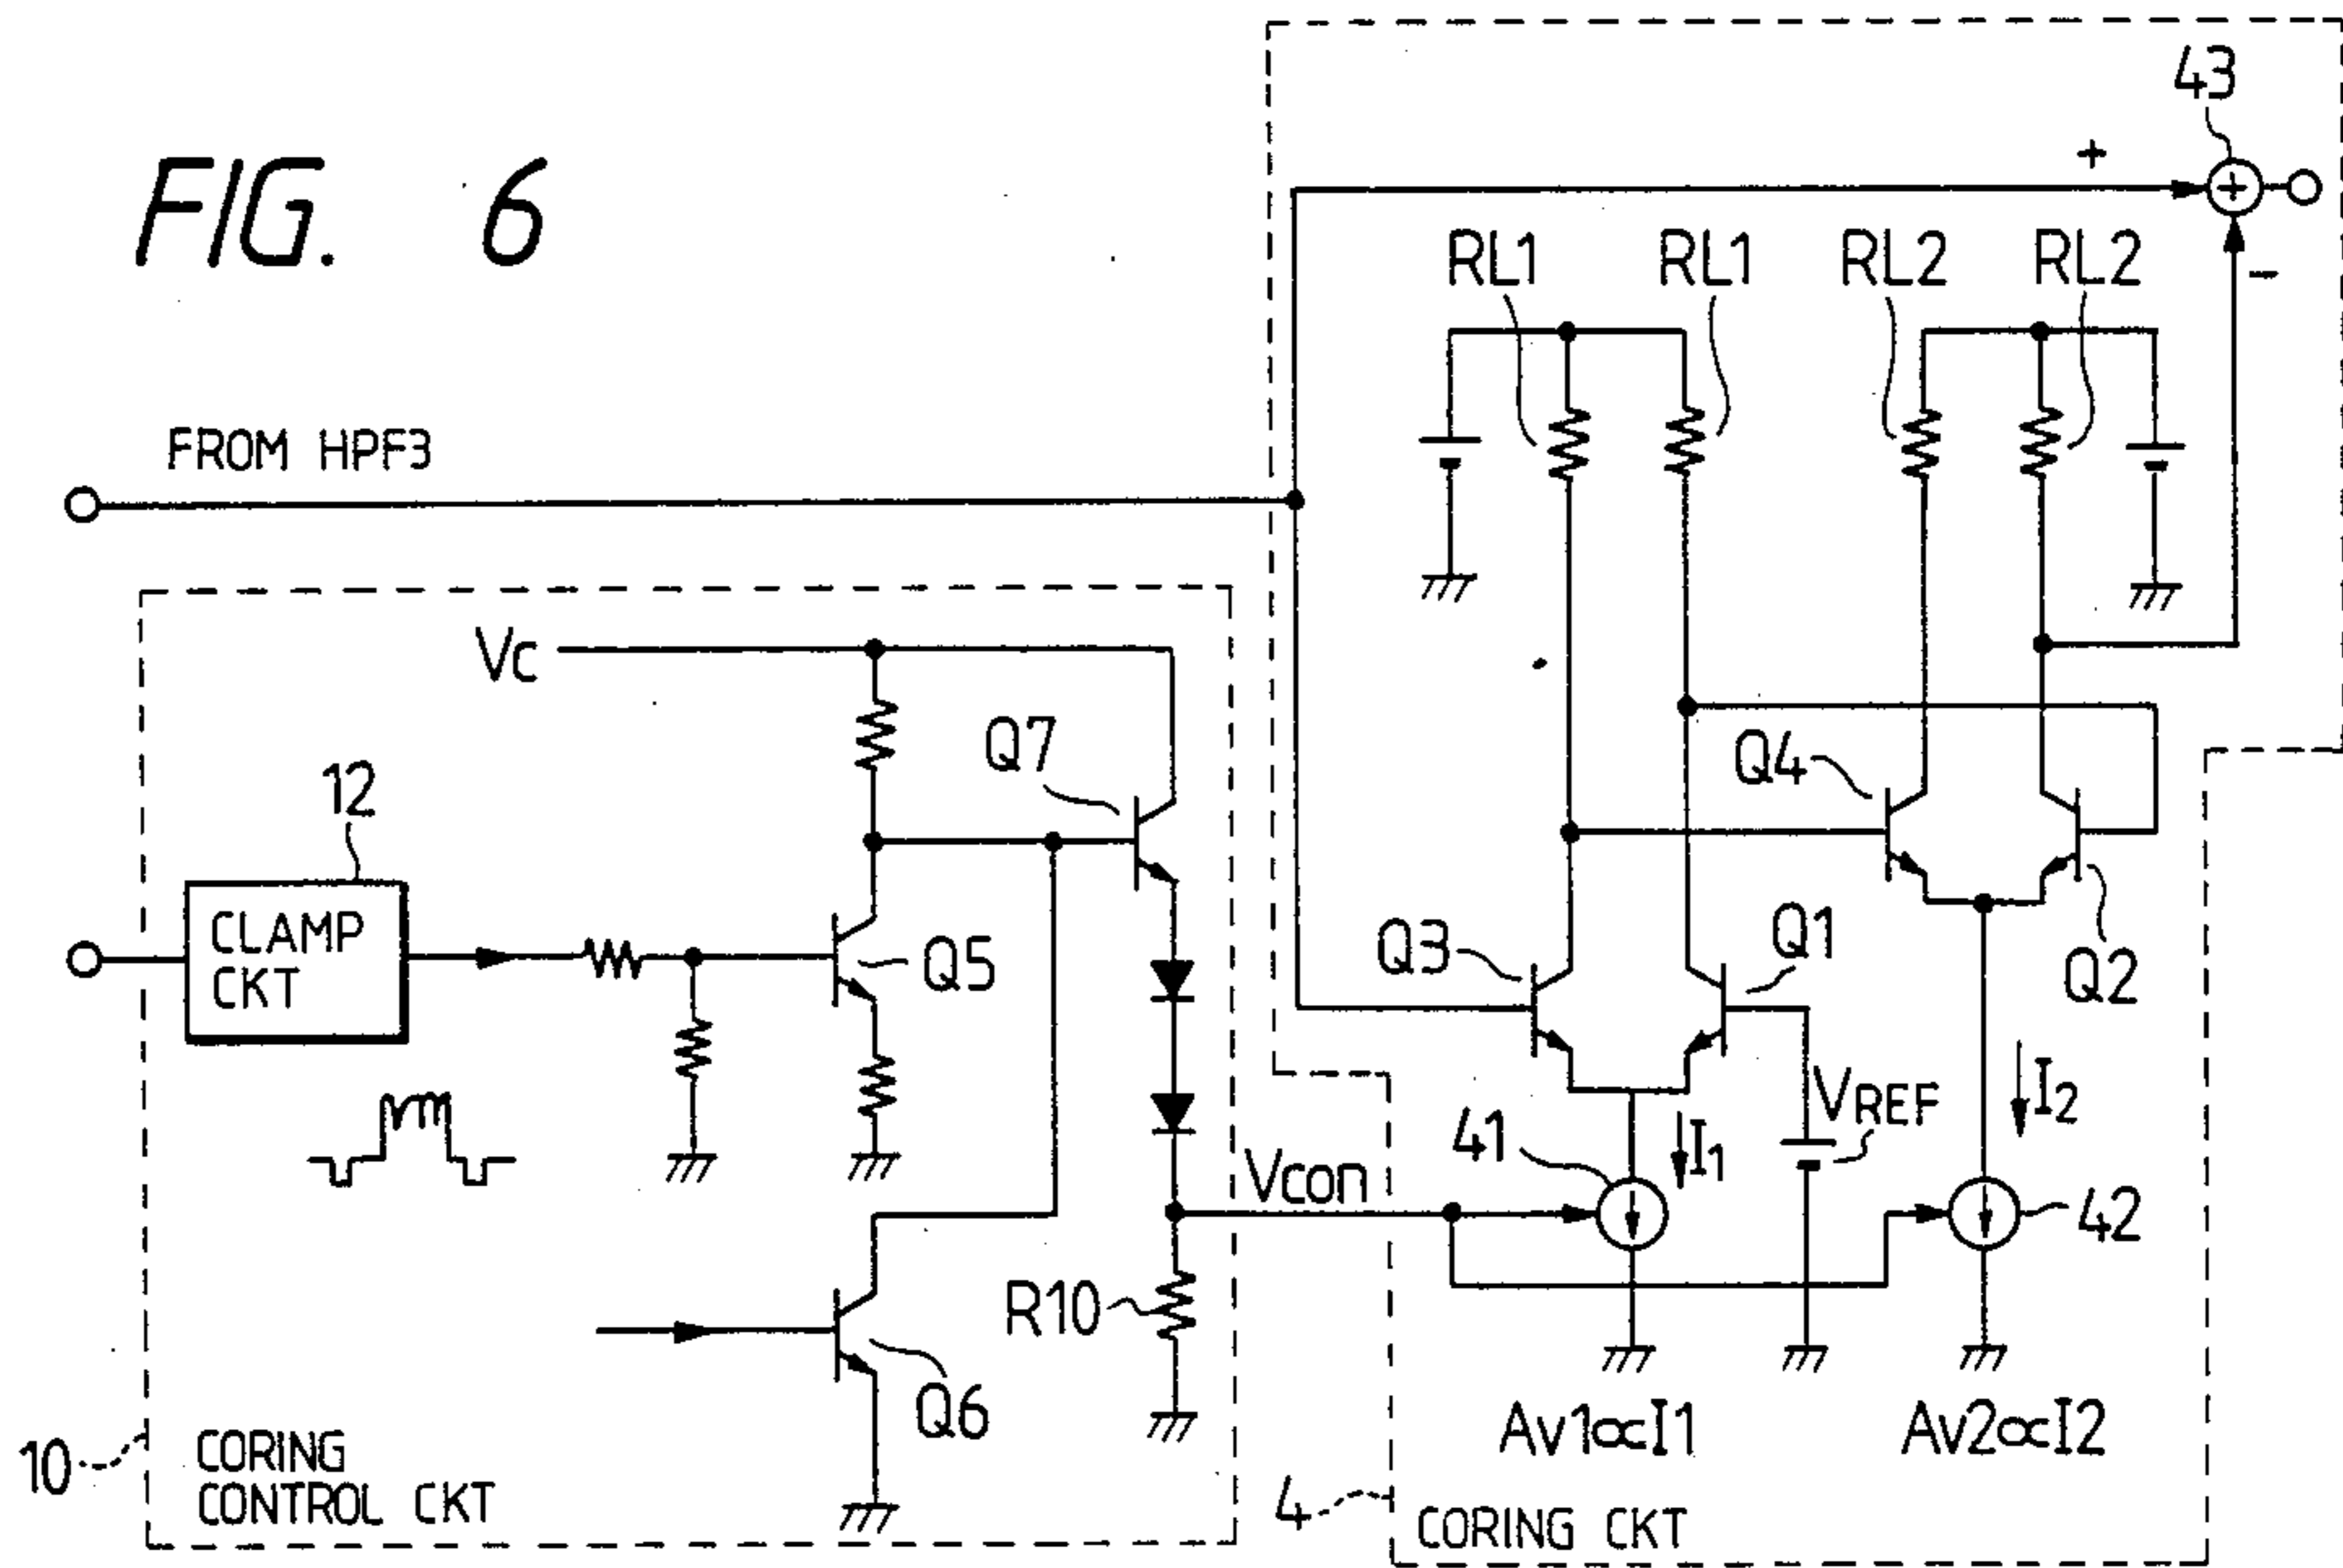 FIG. 6
43
+
+
-
RL1
RL1
RL2
RL2
FROM HPF3
Vc
Q7
12
CLAMP
CKT
Q5
Q4
Q3
Q1
Q2
VREF
I2
41
I1
Vcon
42
R10
Q6
AV1∝I1
AV2∝I2
10
CORING
CONTROL CKT
4
CORING CKT